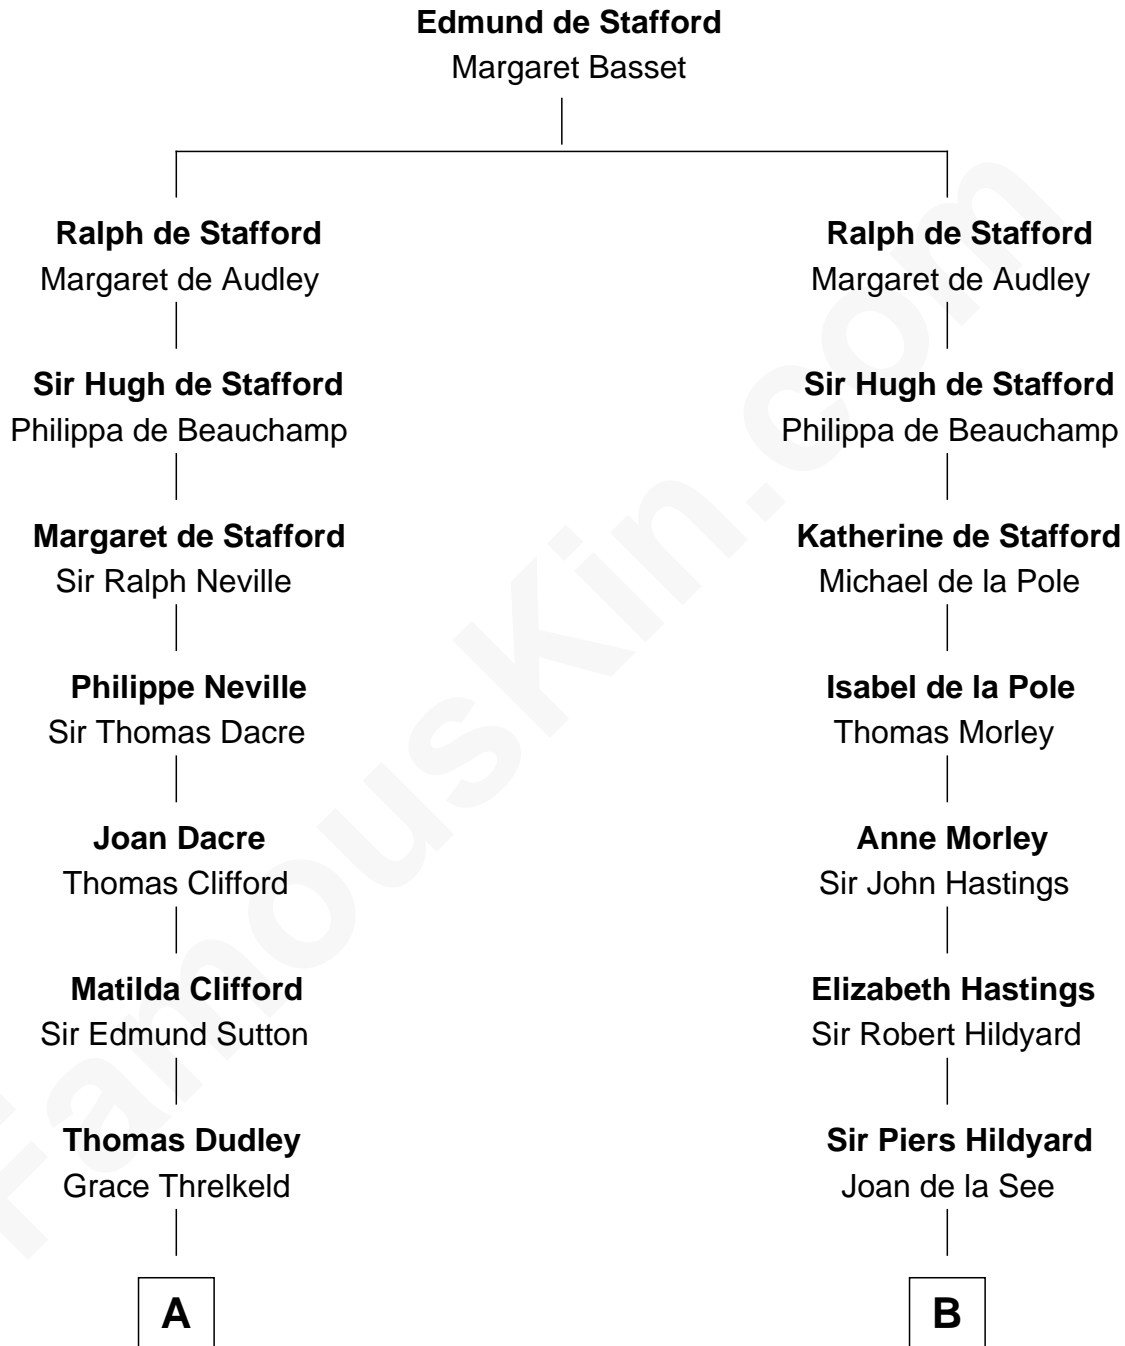 Edmund de Stafford
Margaret Basset
Ralph de Stafford
Margaret de Audley
Sir Hugh de Stafford
Philippa de Beauchamp
Margaret de Stafford
Sir Ralph Neville
Philippe Neville
Sir Thomas Dacre
Joan Dacre
Thomas Clifford
Matilda Clifford
Sir Edmund Sutton
Thomas Dudley
Grace Threlkeld
A
Ralph de Stafford
Margaret de Audley
Sir Hugh de Stafford
Philippa de Beauchamp
Katherine de Stafford
Michael de la Pole
Isabel de la Pole
Thomas Morley
Anne Morley
Sir John Hastings
Elizabeth Hastings
Sir Robert Hildyard
Sir Piers Hildyard
Joan de la See
B
FamousKin.com